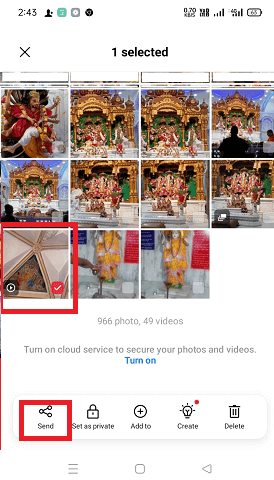 2:43
0.70
KB/S
4G
63
1 selected
966 photo, 49 videos
Turn on cloud service to secure your photos and videos.
Turn on
Send
Set as private
Add to
Create
Delete